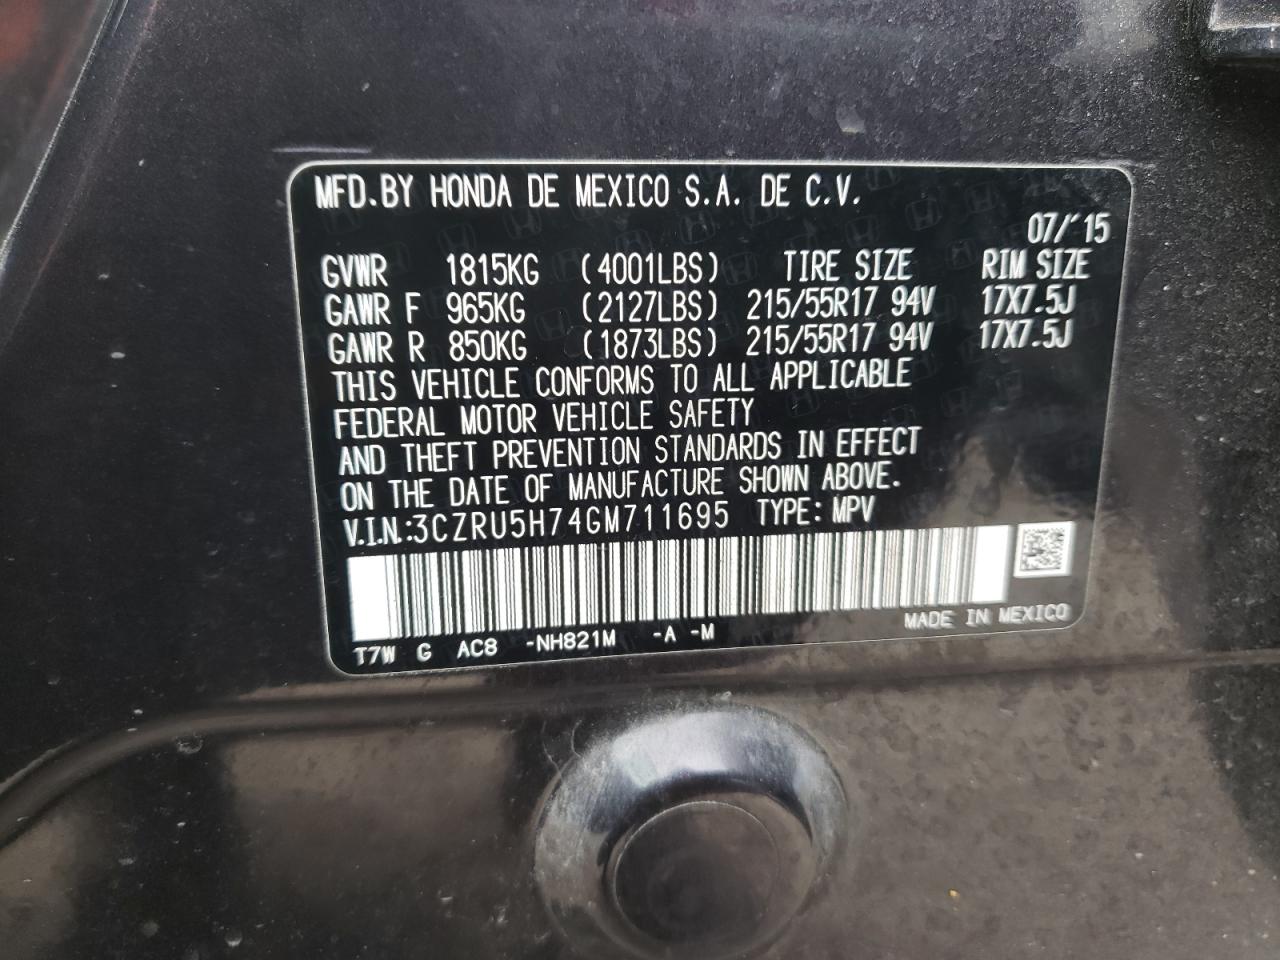 MFD.BY HONDA DE MEXICO S.A. DE C.V.
07/'15
GVWR 1815KG (4001LBS) TIRE SIZE RIM SIZE
GAWR F 965KG (2127LBS) 215/55R17 94V 17X7.5J
GAWR R 850KG (1873LBS) 215/55R17 94V 17X7.5J
THIS VEHICLE CONFORMS TO ALL APPLICABLE
FEDERAL MOTOR VEHICLE SAFETY
AND THEFT PREVENTION STANDARDS IN EFFECT
ON THE DATE OF MANUFACTURE SHOWN ABOVE.
V.I.N.:3CZRU5H74GM711695 TYPE: MPV
MADE IN MEXICO
T7W G AC8 -NH821M -A -M